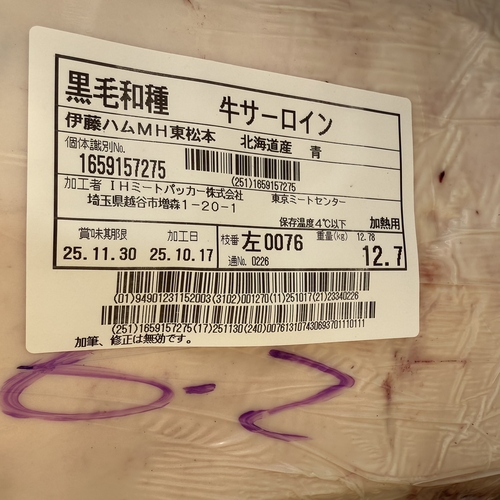 黒毛和種 牛サーロイン
伊藤ハムMH東松本 北海道産 青
個体識別No.
1659157275
(251)1659157275
加工者 IHミートパッカー株式会社 東京ミートセンター
埼玉県越谷市増森1-20-1
保存温度4℃以下 加熱用
賞味期限 加工日 枝番 左0076 重量(kg) 12.78
25.11.30 25.10.17 通No. 0226 12.7
(01)94901231152003(3102)001270(11)251017(21)23340226
(251)1659157275(17)251130(240)007613107430693701110111
加筆、修正は無効です。